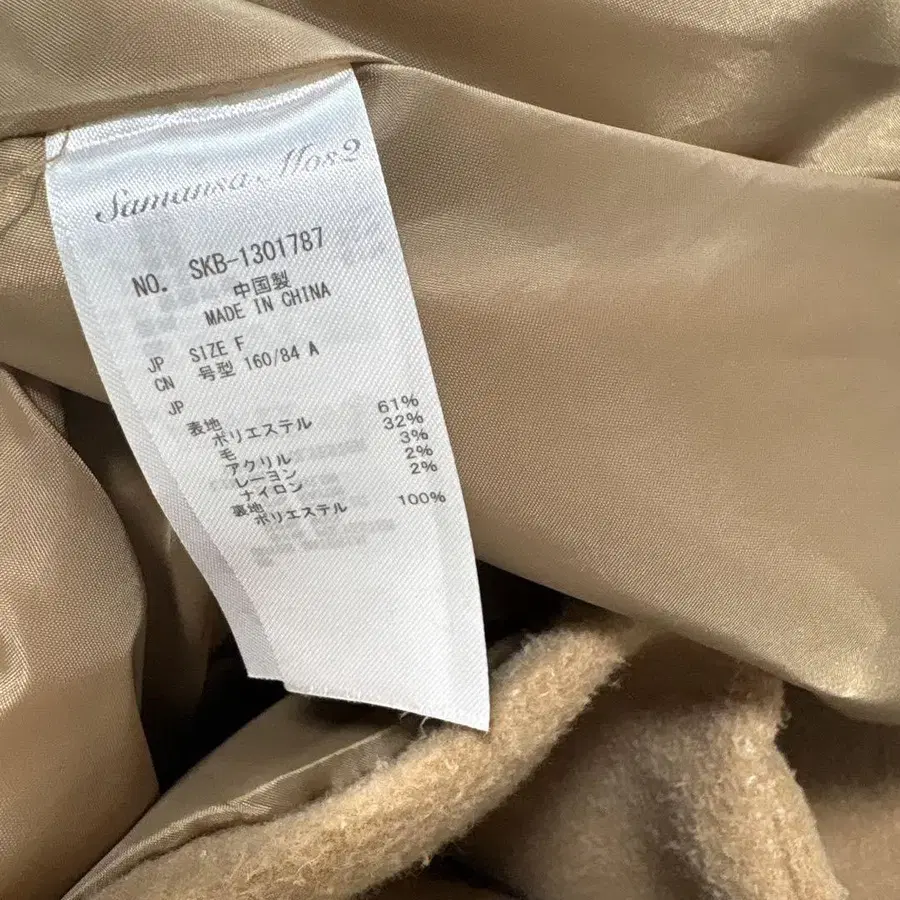 Samansa Mos2
NO. SKB-1301787
中国製
MADE IN CHINA
JP SIZE F
CN 号型 160/84 A
JP
表地
ポリエステル 61%
毛 32%
アクリル 3%
レーヨン 2%
ナイロン 2%
裏地
ポリエステル 100%